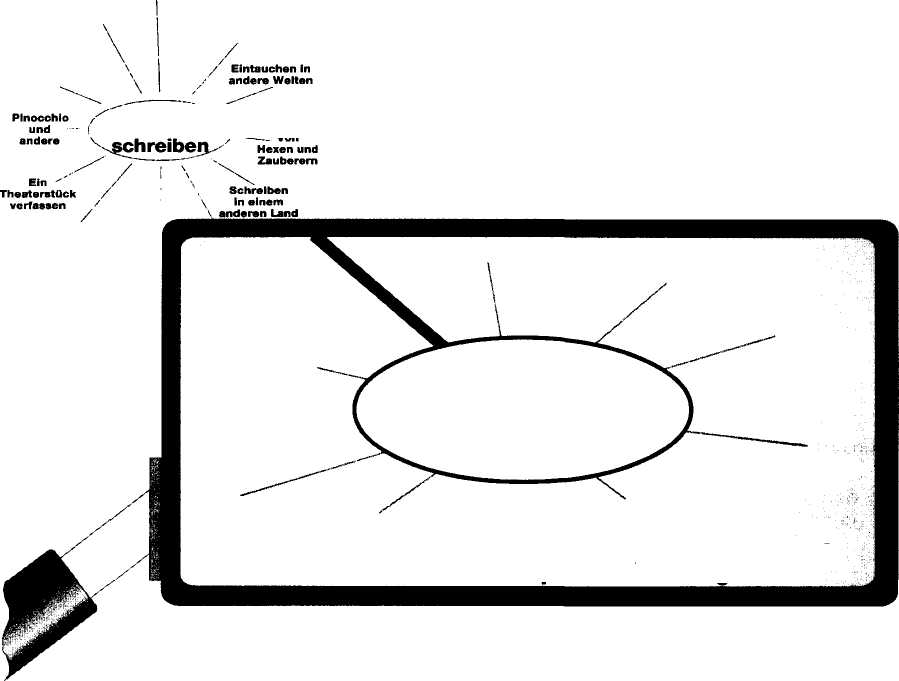 Eintauchen in
andere Welten
Pinocchio
und
andere
schreiben
Hexen und
Zauberern
Ein
Theaterstück
verfassen
Schreiben
in einem
anderen Land